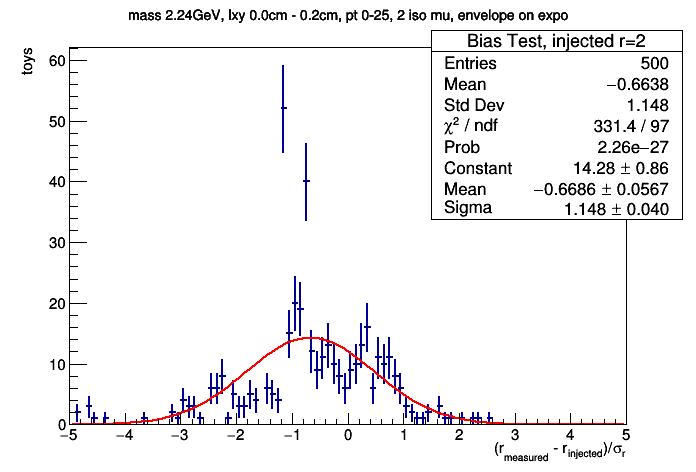 mass 2.24GeV, lxy 0.0cm - 0.2cm, pt 0-25, 2 iso mu, envelope on expo
toys
Bias Test, injected r=2
Entries 500
Mean −0.6638
Std Dev 1.148
χ² / ndf 331.4 / 97
Prob 2.26e−27
Constant 14.28 ± 0.86
Mean −0.6686 ± 0.0567
Sigma 1.148 ± 0.040
60
50
40
30
20
10
0
−5 −4 −3 −2 −1 0 1 2 3 4 5
(r_measured - r_injected)/σ_r